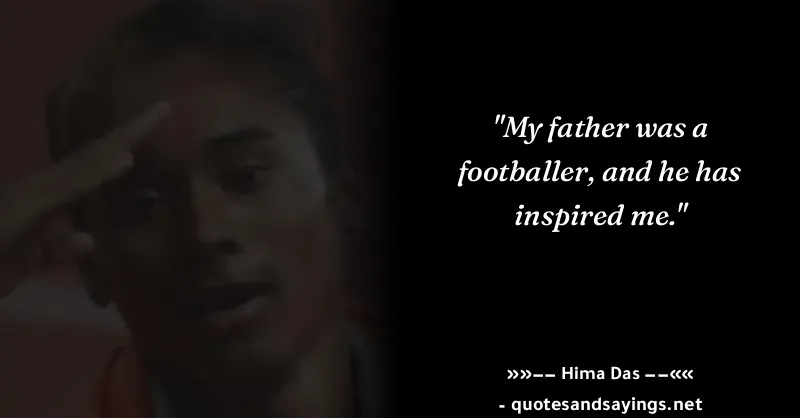 "My father was a
footballer, and he has
inspired me."
»»—— Hima Das ——««
- quotesandsayings.net